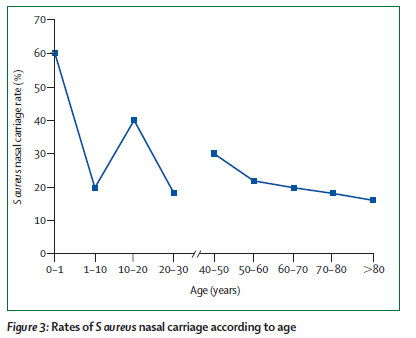 70
60
50
40
30
20
10
0
S aureus nasal carriage rate (%)
0–1 1–10 10–20 20–30 40–50 50–60 60–70 70–80 >80
Age (years)
Figure 3: Rates of S aureus nasal carriage according to age